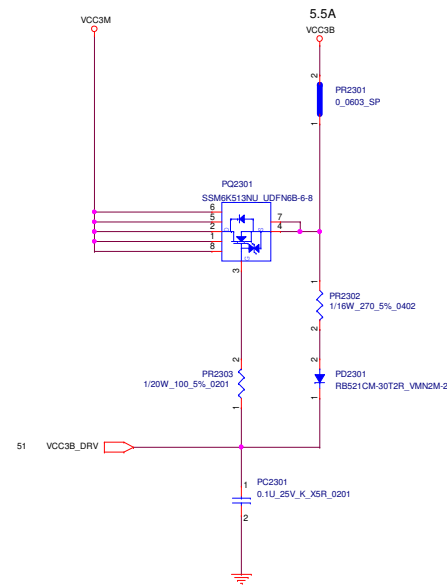 5.5A
VCC3M
VCC3B
2
PR2301
0_0603_SP
1
PQ2301
SSM6K513NU_UDFN6B-6-8
6
5
2
1
8
7
4
3
1
PR2302
1/16W_270_5%_0402
2
2
PR2303
1/20W_100_5%_0201
1
2
PD2301
RB521CM-30T2R_VMN2M-2
1
51
VCC3B_DRV
1
PC2301
0.1U_25V_K_X5R_0201
2